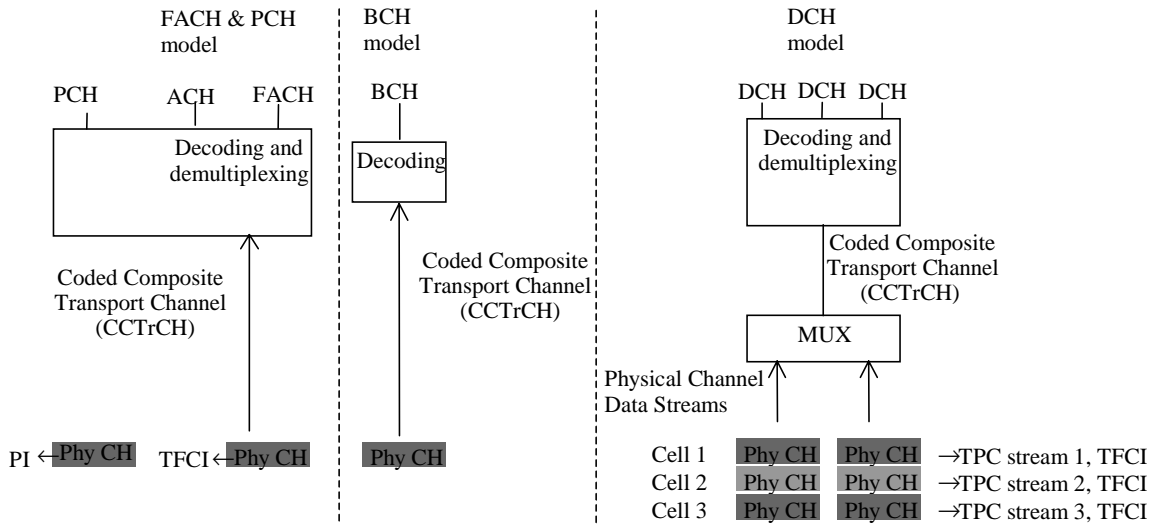 FACH & PCH
model
PCH
ACH
FACH
Decoding and
demultiplexing
Coded Composite
Transport Channel
(CCTrCH)
PI ← Phy CH
TFCI ← Phy CH
BCH
model
BCH
Decoding
Coded Composite
Transport Channel
(CCTrCH)
Phy CH
DCH
model
DCH
DCH
DCH
Decoding and
demultiplexing
Coded Composite
Transport Channel
(CCTrCH)
MUX
Physical Channel
Data Streams
Cell 1 Phy CH Phy CH →TPC stream 1, TFCI
Cell 2 Phy CH Phy CH →TPC stream 2, TFCI
Cell 3 Phy CH Phy CH →TPC stream 3, TFCI